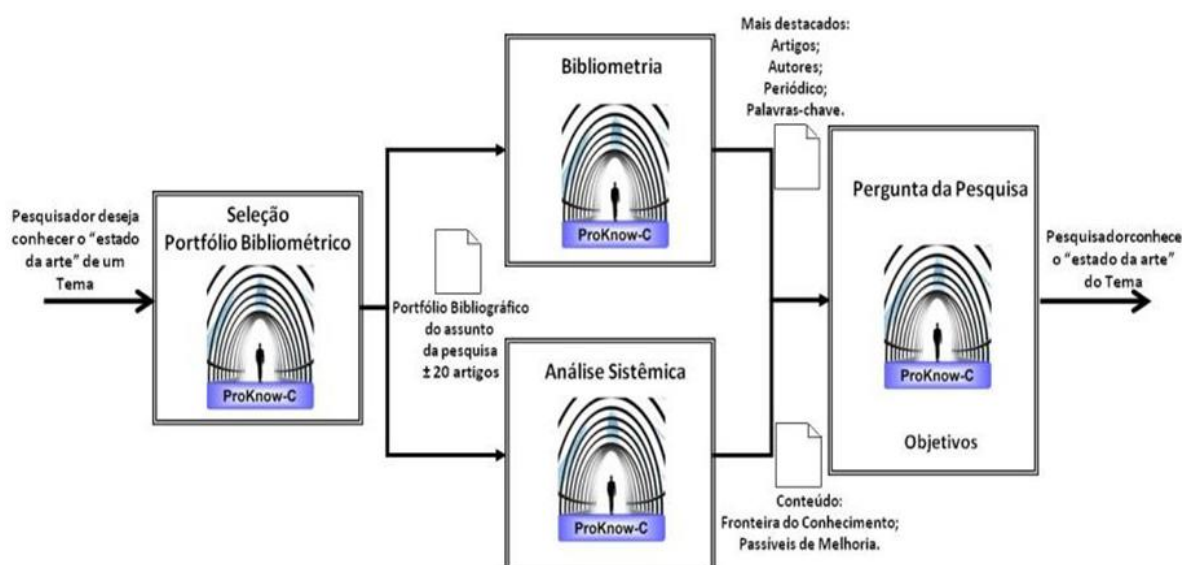 Pesquisador deseja
conhecer o “estado
da arte” de um
Tema
Seleção
Portfólio Bibliométrico
ProKnow-C
Portfólio Bibliográfico
do assunto
da pesquisa
± 20 artigos
Bibliometria
ProKnow-C
Análise Sistêmica
ProKnow-C
Mais destacados:
Artigos;
Autores;
Periódico;
Palavras-chave.
Conteúdo:
Fronteira do Conhecimento;
Passíveis de Melhoria.
Pergunta da Pesquisa
ProKnow-C
Objetivos
Pesquisadorconhece
o “estado da arte”
do Tema